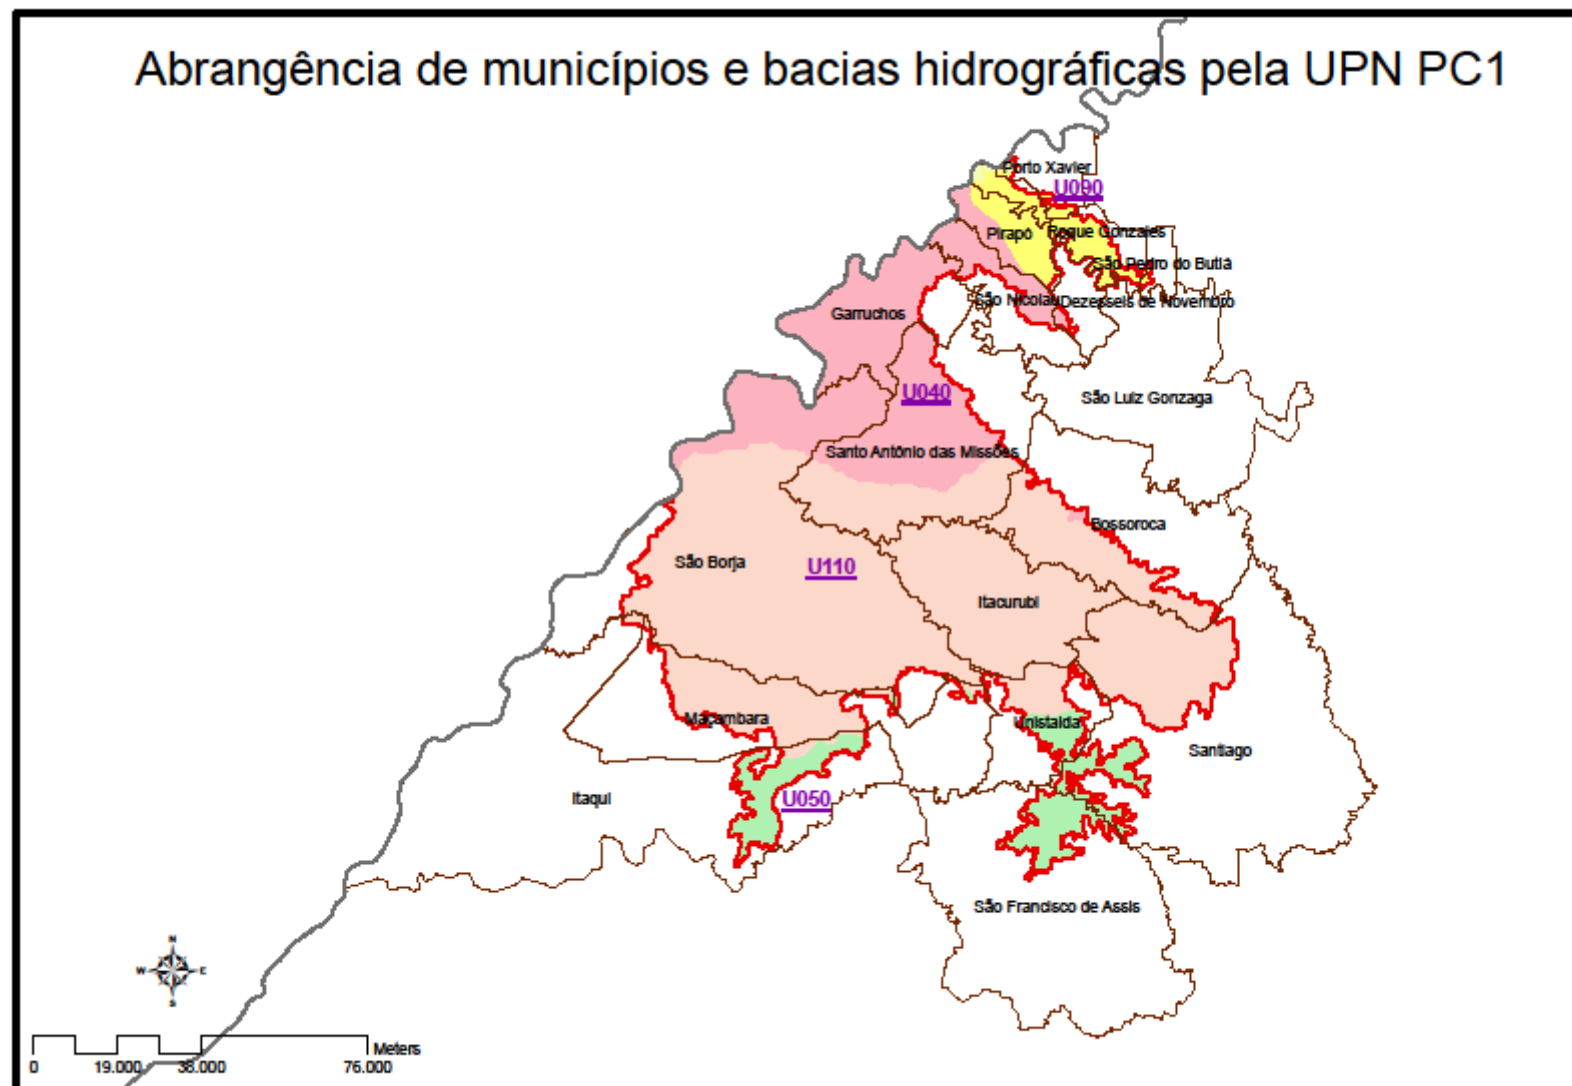 Abrangência de municípios e bacias hidrográficas pela UPN PC1
Porto Xavier
U090
Pirapó
Roque Gonzales
São Pedro do Butiá
São Nicolau
Dezesseis de Novembro
Garruchos
U040
São Luiz Gonzaga
Santo Antônio das Missões
Bossoroca
São Borja
U110
Itacurubi
Maçambara
Unistalda
Santiago
Itaqui
U050
São Francisco de Assis
N
W E
S
Meters
0 19.000 38.000 76.000